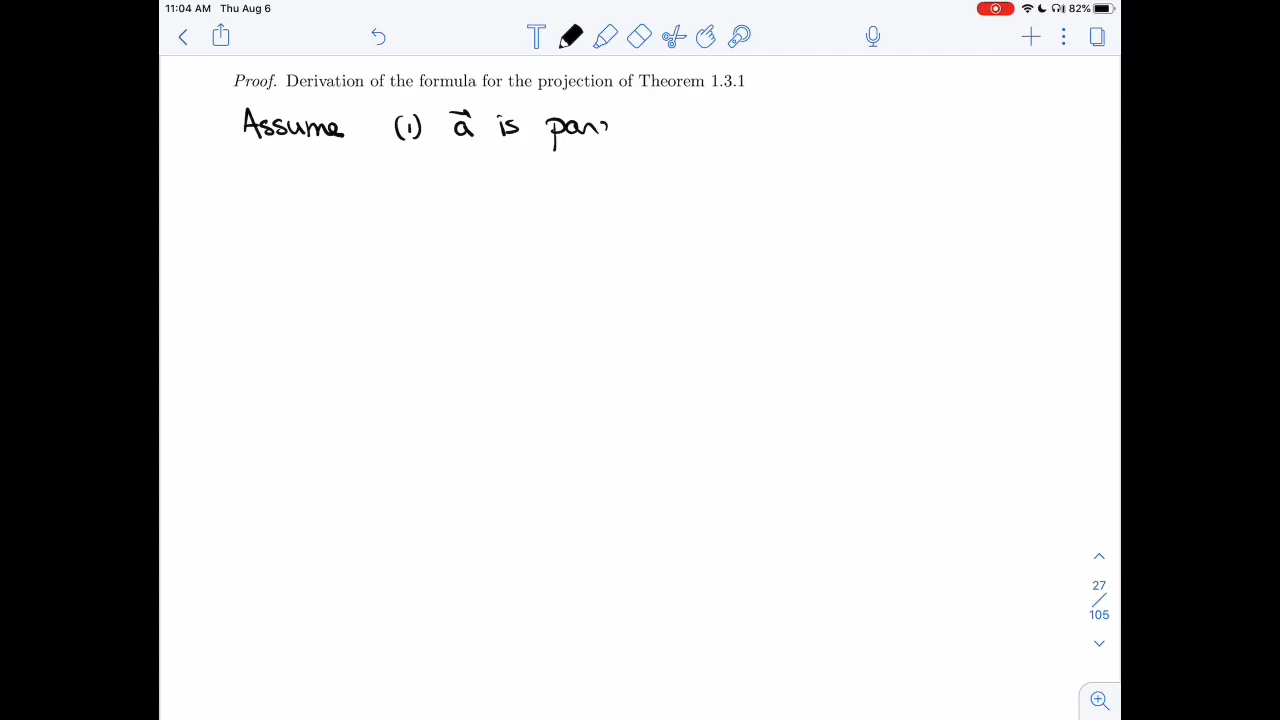 11:04 AM Thu Aug 6 82%
Proof. Derivation of the formula for the projection of Theorem 1.3.1
Assume (1) a⃗ is par
27
105